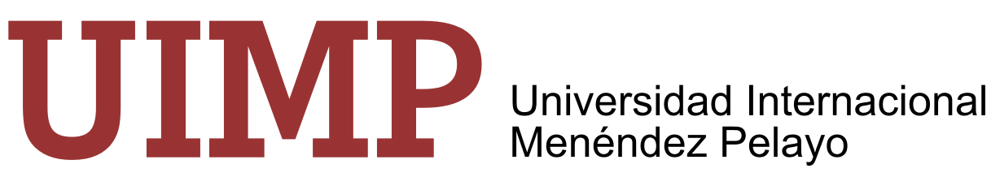 UIMP
Universidad Internacional
Menéndez Pelayo